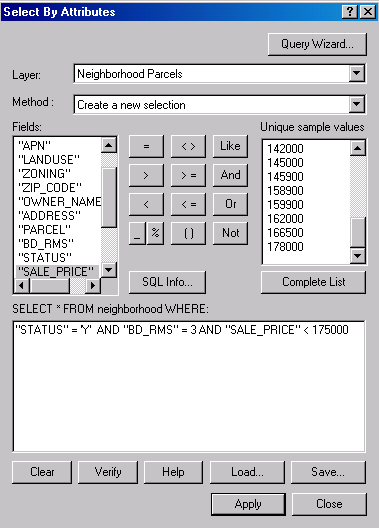 Select By Attributes
Query Wizard...
Layer: Neighborhood Parcels
Method : Create a new selection
Fields:
"APN"
"LANDUSE"
"ZONING"
"ZIP_CODE"
"OWNER_NAME
"ADDRESS"
"PARCEL"
"BD_RMS"
"STATUS"
"SALE_PRICE"
= < > Like
> > = And
< < = Or
_ % ( ) Not
SQL Info...
Unique sample values
142000
145000
145900
158900
159900
162000
166500
178000
Complete List
SELECT * FROM neighborhood WHERE:
"STATUS" = 'Y' AND "BD_RMS" = 3 AND "SALE_PRICE" < 175000
Clear Verify Help Load... Save...
Apply Close